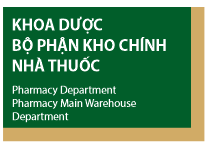 KHOA DƯỢC
BỘ PHẬN KHO CHÍNH
NHÀ THUỐC
Pharmacy Department
Pharmacy Main Warehouse
Department